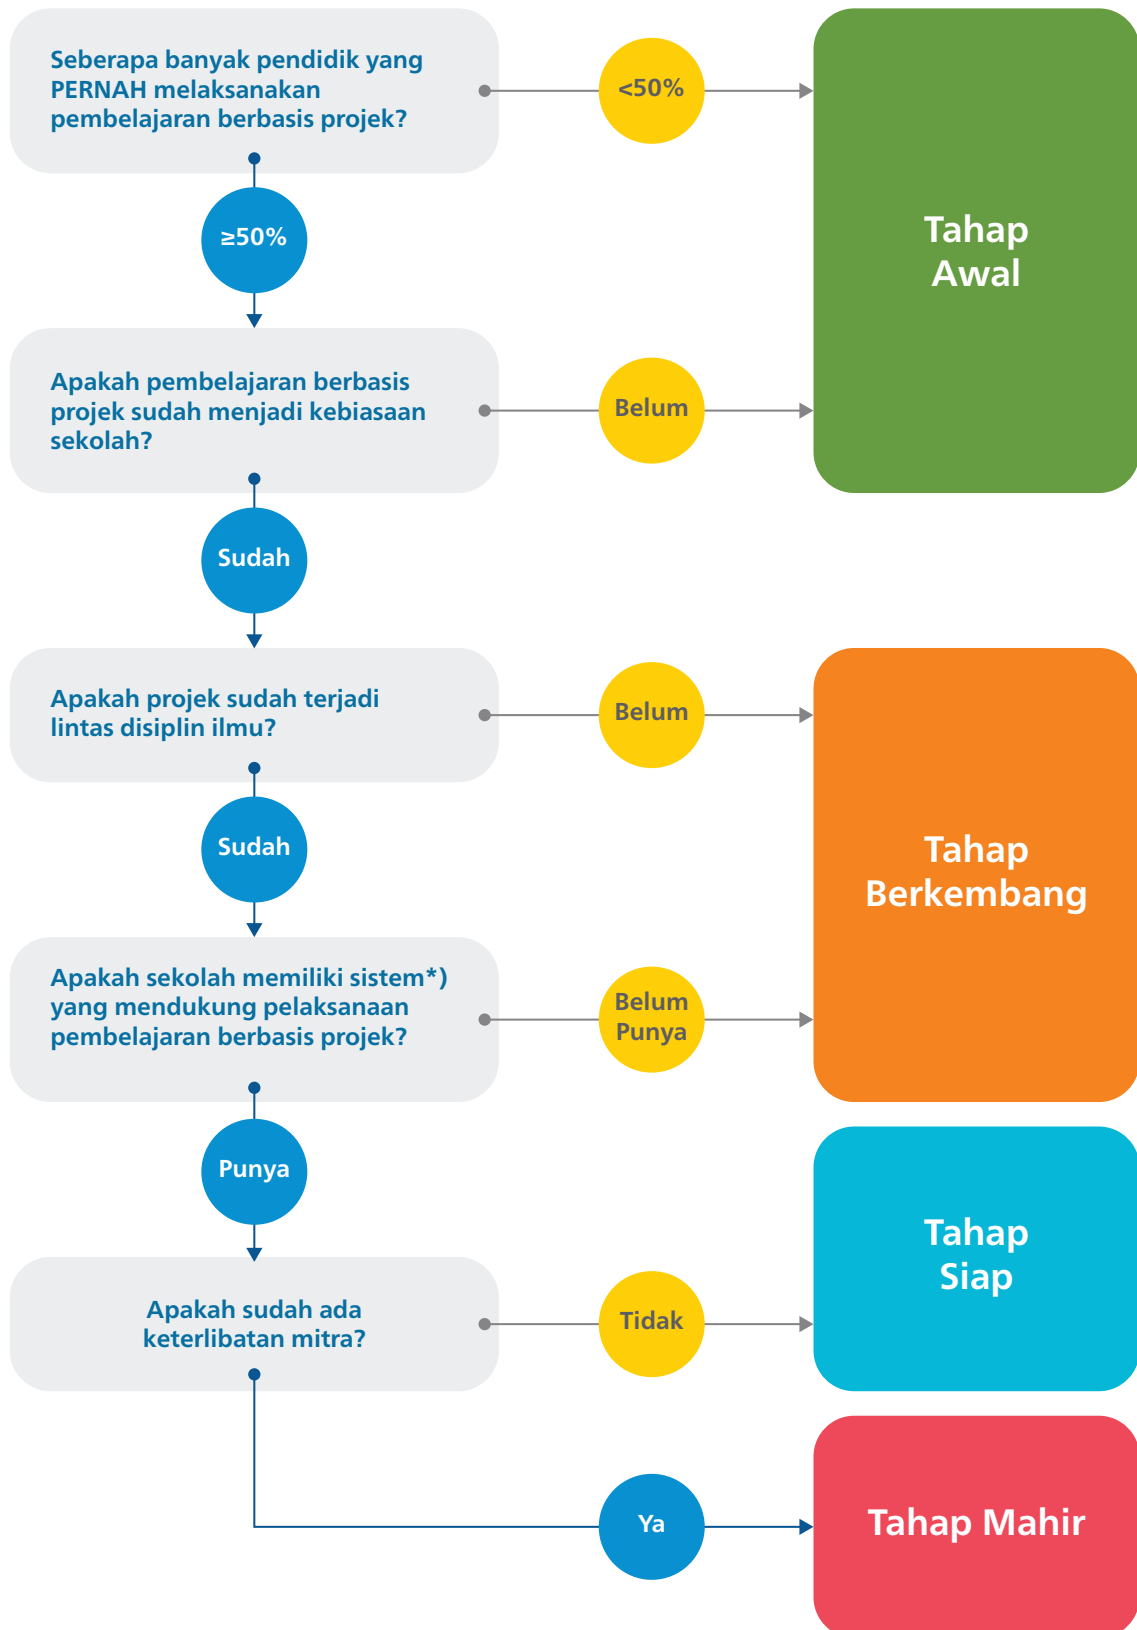 Seberapa banyak pendidik yang
PERNAH melaksanakan
pembelajaran berbasis projek?
<50%
Tahap
Awal
≥50%
Apakah pembelajaran berbasis
projek sudah menjadi kebiasaan
sekolah?
Belum
Sudah
Apakah projek sudah terjadi
lintas disiplin ilmu?
Belum
Tahap
Berkembang
Sudah
Apakah sekolah memiliki sistem*)
yang mendukung pelaksanaan
pembelajaran berbasis projek?
Belum
Punya
Punya
Tahap
Siap
Apakah sudah ada
keterlibatan mitra?
Tidak
Ya
Tahap Mahir